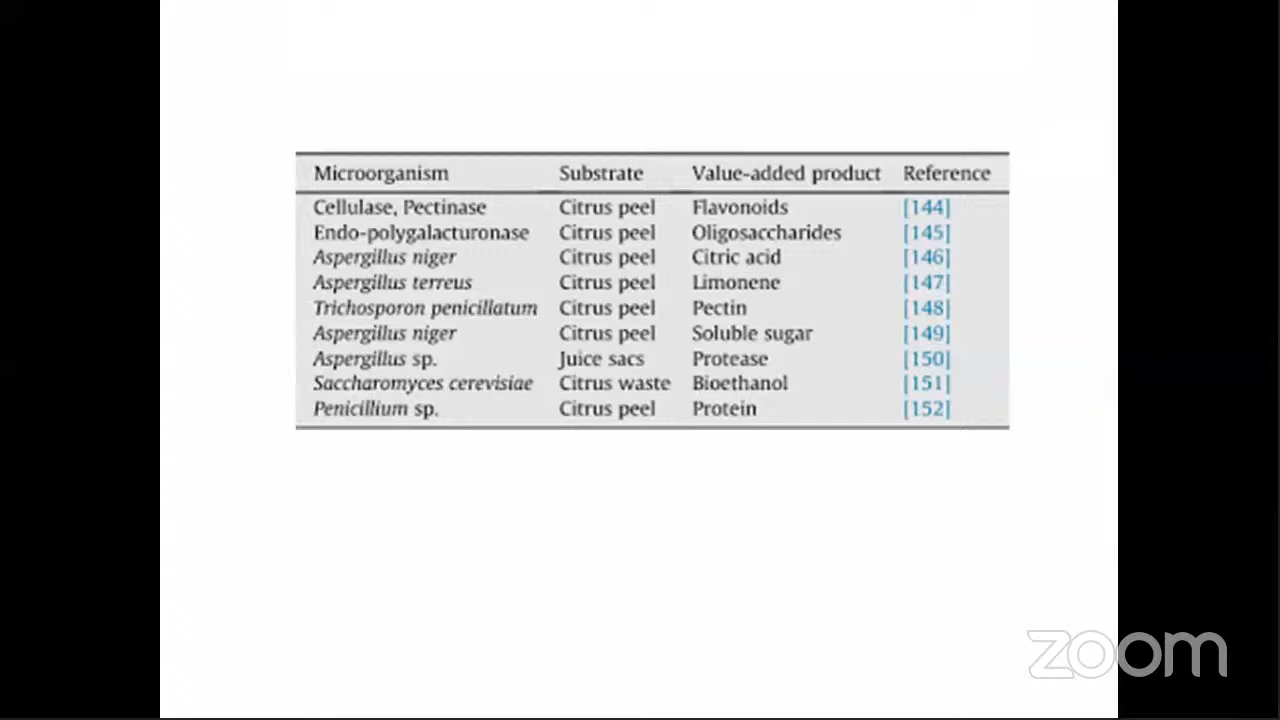 Microorganism Substrate Value-added product Reference
Cellulase, Pectinase Citrus peel Flavonoids [144]
Endo-polygalacturonase Citrus peel Oligosaccharides [145]
Aspergillus niger Citrus peel Citric acid [146]
Aspergillus terreus Citrus peel Limonene [147]
Trichosporon penicillatum Citrus peel Pectin [148]
Aspergillus niger Citrus peel Soluble sugar [149]
Aspergillus sp. Juice sacs Protease [150]
Saccharomyces cerevisiae Citrus waste Bioethanol [151]
Penicillium sp. Citrus peel Protein [152]
zoom